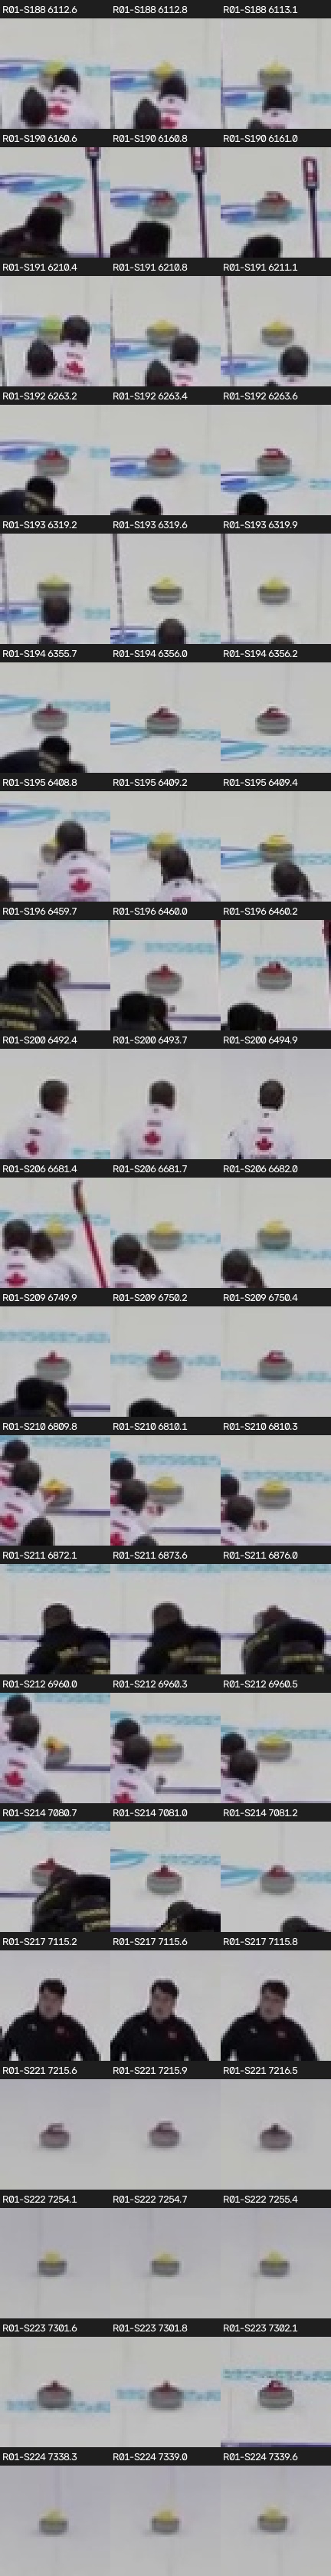 R01-S188 6112.6 R01-S188 6112.8 R01-S188 6113.1
R01-S190 6160.6 R01-S190 6160.8 R01-S190 6161.0
R01-S191 6210.4 R01-S191 6210.8 R01-S191 6211.1
R01-S192 6263.2 R01-S192 6263.4 R01-S192 6263.6
R01-S193 6319.2 R01-S193 6319.6 R01-S193 6319.9
R01-S194 6355.7 R01-S194 6356.0 R01-S194 6356.2
R01-S195 6408.8 R01-S195 6409.2 R01-S195 6409.4
R01-S196 6459.7 R01-S196 6460.0 R01-S196 6460.2
R01-S200 6492.4 R01-S200 6493.7 R01-S200 6494.9
R01-S206 6681.4 R01-S206 6681.7 R01-S206 6682.0
R01-S209 6749.9 R01-S209 6750.2 R01-S209 6750.4
R01-S210 6809.8 R01-S210 6810.1 R01-S210 6810.3
R01-S211 6872.1 R01-S211 6873.6 R01-S211 6876.0
R01-S212 6960.0 R01-S212 6960.3 R01-S212 6960.5
R01-S214 7080.7 R01-S214 7081.0 R01-S214 7081.2
R01-S217 7115.2 R01-S217 7115.6 R01-S217 7115.8
R01-S221 7215.6 R01-S221 7215.9 R01-S221 7216.5
R01-S222 7254.1 R01-S222 7254.7 R01-S222 7255.4
R01-S223 7301.6 R01-S223 7301.8 R01-S223 7302.1
R01-S224 7338.3 R01-S224 7339.0 R01-S224 7339.6